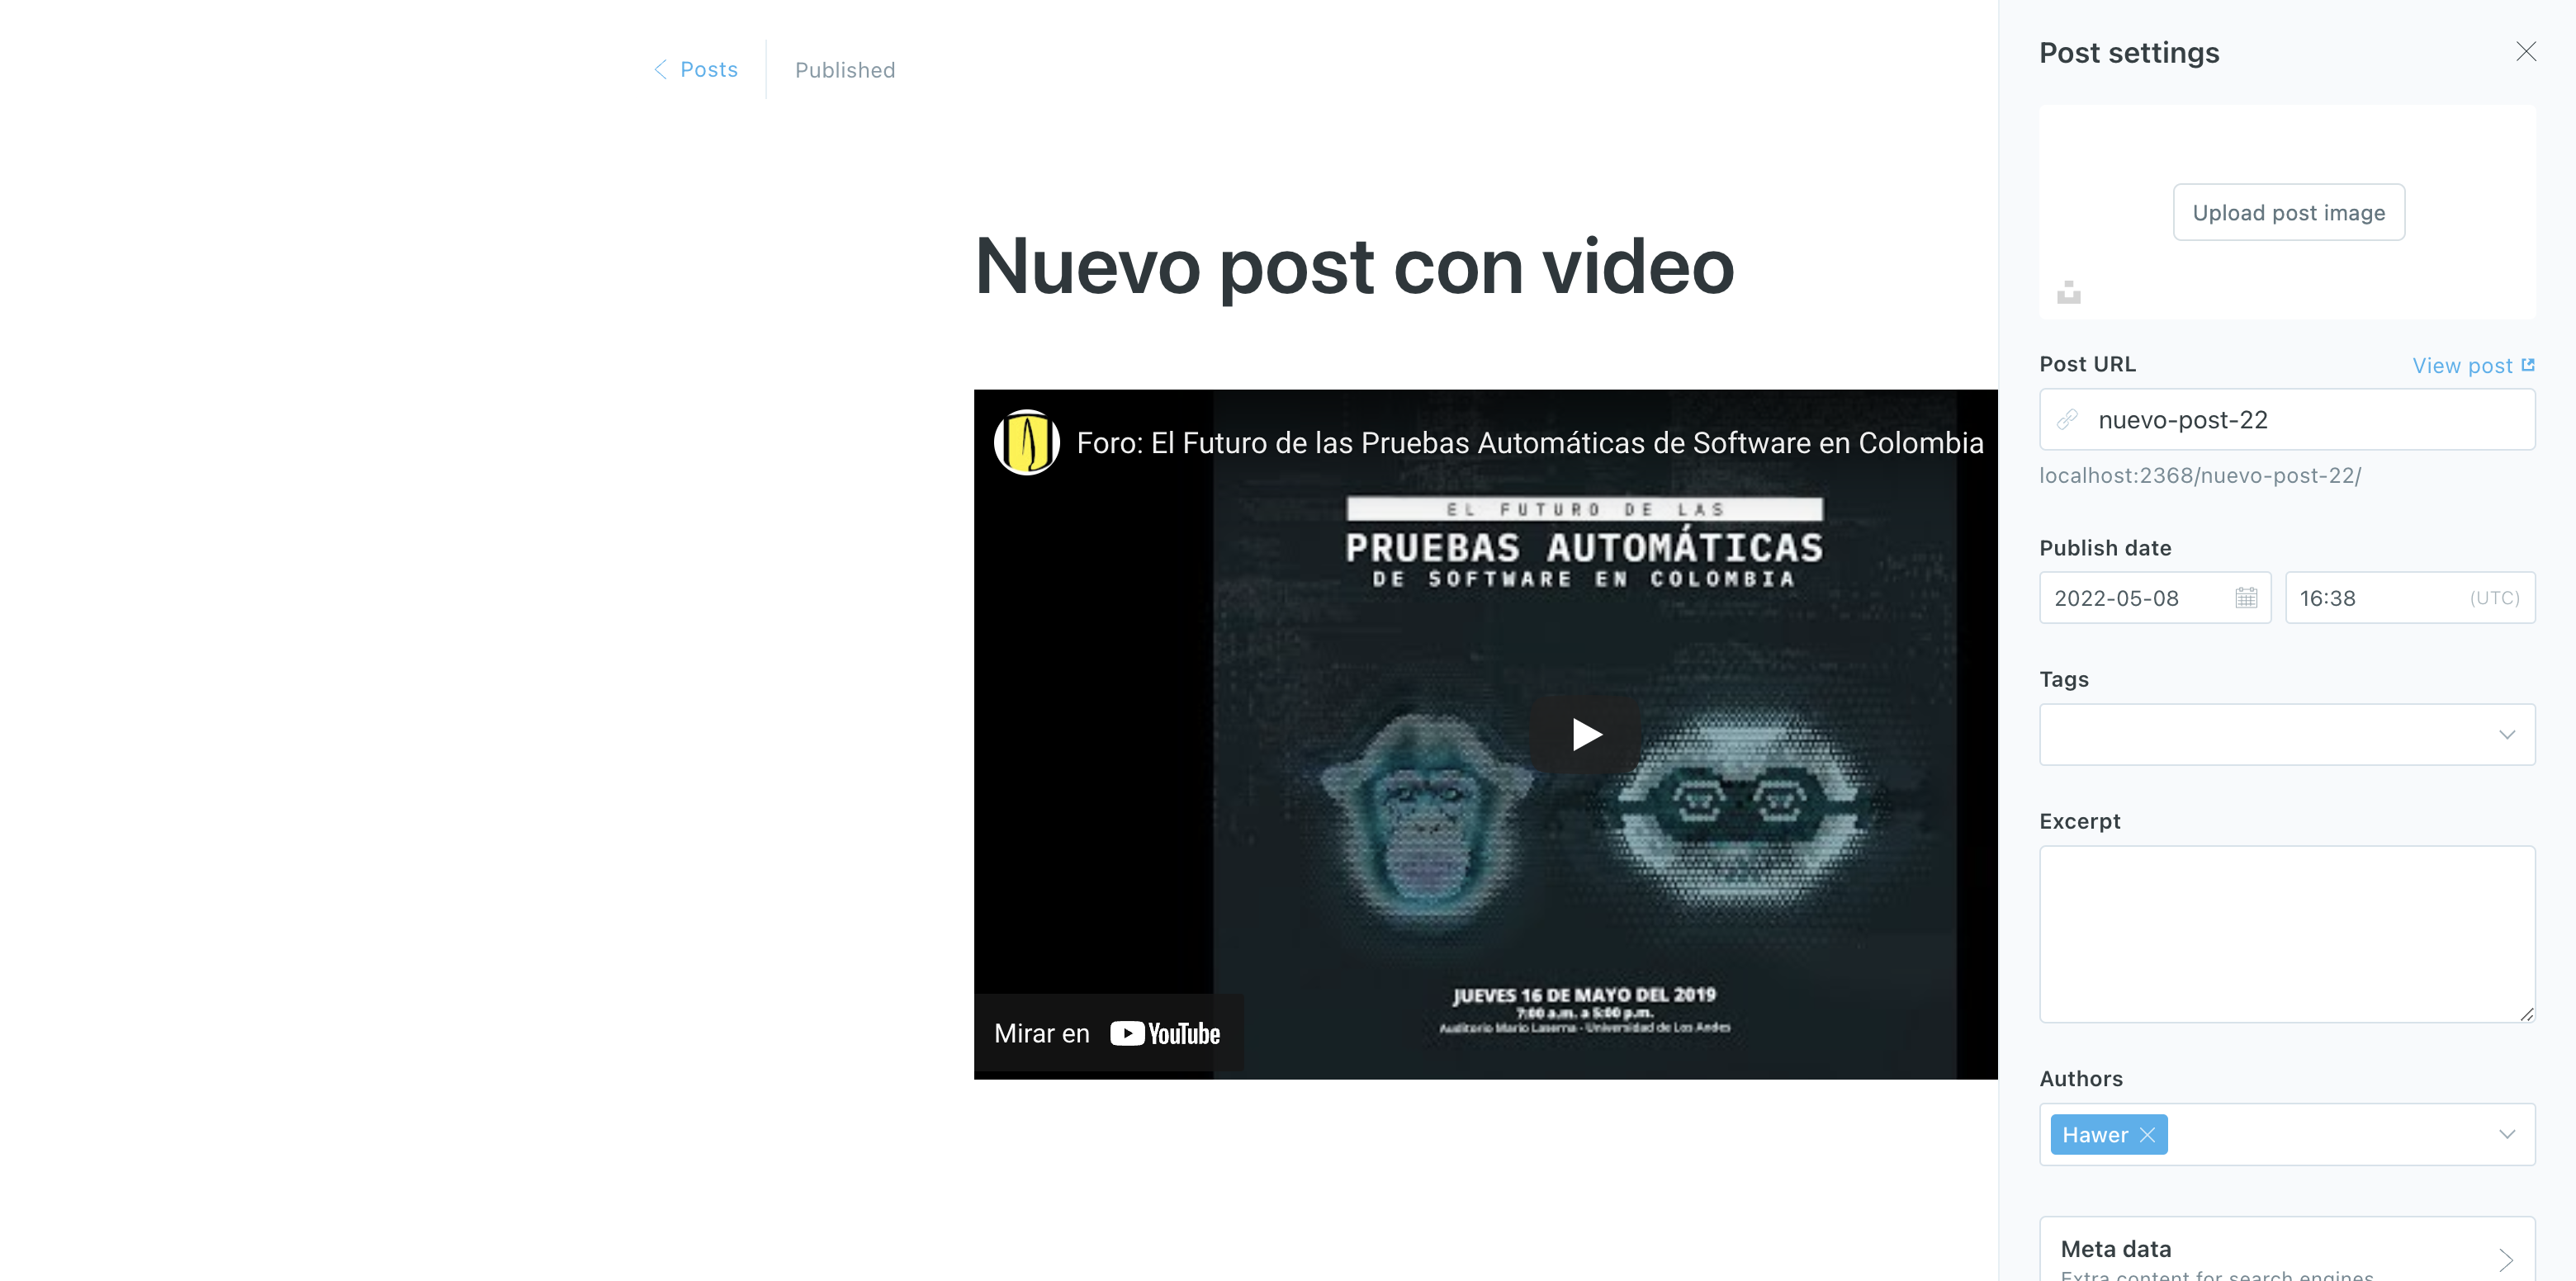 Posts
Published
Nuevo post con video
Foro: El Futuro de las Pruebas Automáticas de Software en Colombia
EL FUTURO DE LAS
PRUEBAS AUTOMÁTICAS
DE SOFTWARE EN COLOMBIA
JUEVES 16 DE MAYO DEL 2019
7:00 a.m. a 5:00 p.m.
Auditorio Mario Laserna - Universidad de Los Andes
Mirar en YouTube
Post settings
Upload post image
Post URL
View post
nuevo-post-22
localhost:2368/nuevo-post-22/
Publish date
2022-05-08
16:38 (UTC)
Tags
Excerpt
Authors
Hawer
Meta data
Extra content for search engines